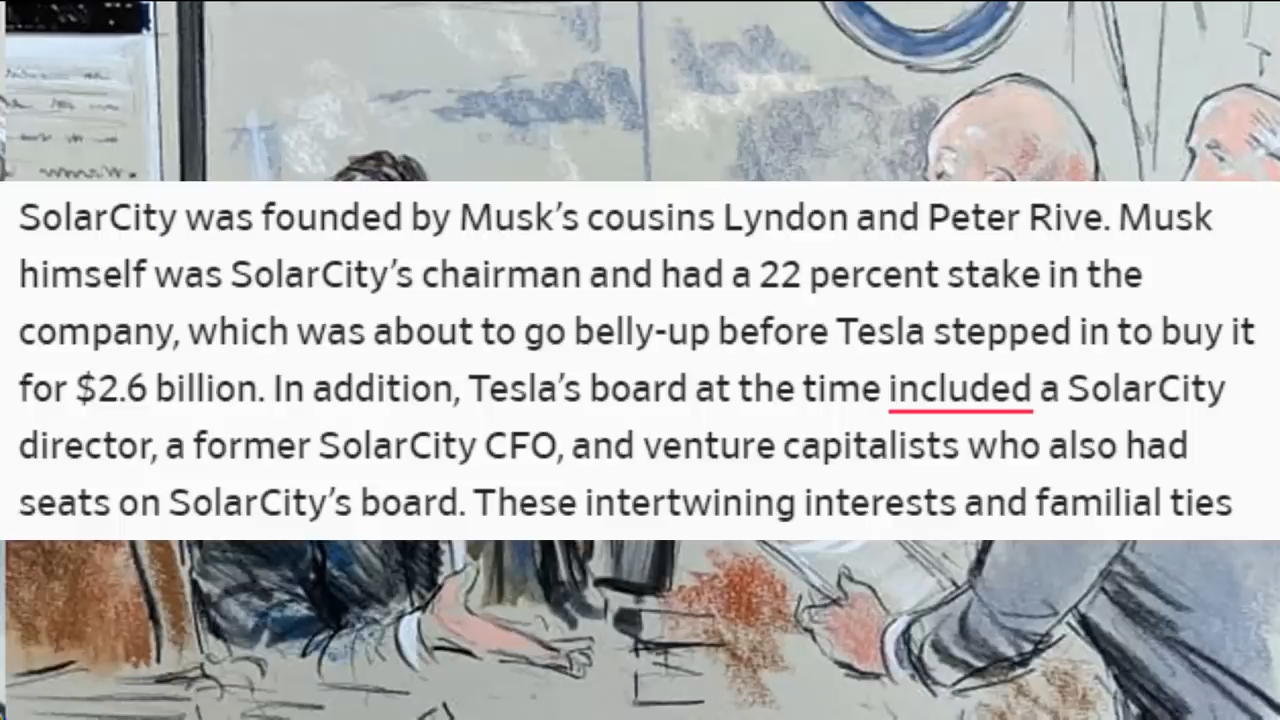 SolarCity was founded by Musk’s cousins Lyndon and Peter Rive. Musk
himself was SolarCity’s chairman and had a 22 percent stake in the
company, which was about to go belly-up before Tesla stepped in to buy it
for $2.6 billion. In addition, Tesla’s board at the time included a SolarCity
director, a former SolarCity CFO, and venture capitalists who also had
seats on SolarCity’s board. These intertwining interests and familial ties